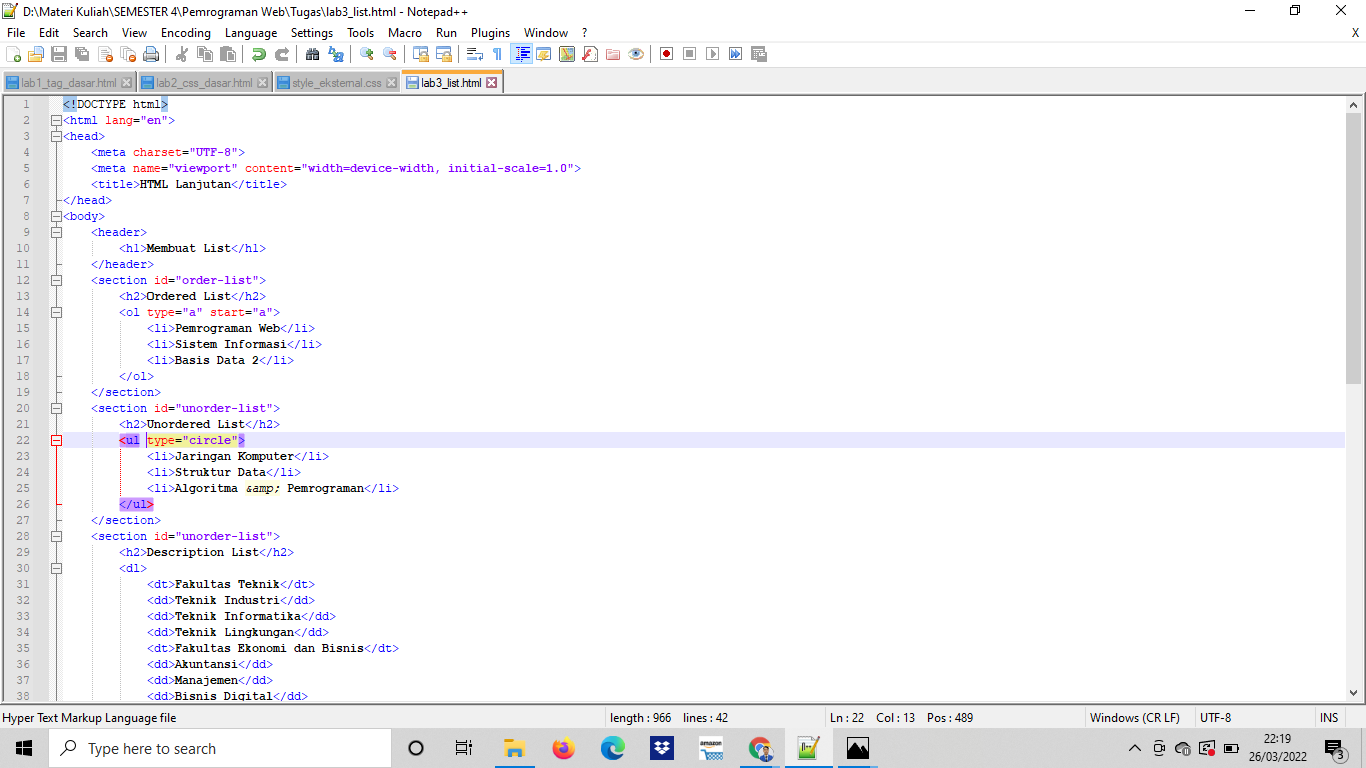 D:\Materi Kuliah\SEMESTER 4\Pemrograman Web\Tugas\lab3_list.html - Notepad++
File Edit Search View Encoding Language Settings Tools Macro Run Plugins Window ? X
lab1_tag_dasar.html lab2_css_dasar.html style_eksternal.css lab3_list.html
1 <!DOCTYPE html>
2 <html lang="en">
3 <head>
4 <meta charset="UTF-8">
5 <meta name="viewport" content="width=device-width, initial-scale=1.0">
6 <title>HTML Lanjutan</title>
7 </head>
8 <body>
9 <header>
10 <h1>Membuat List</h1>
11 </header>
12 <section id="order-list">
13 <h2>Ordered List</h2>
14 <ol type="a" start="a">
15 <li>Pemrograman Web</li>
16 <li>Sistem Informasi</li>
17 <li>Basis Data 2</li>
18 </ol>
19 </section>
20 <section id="unorder-list">
21 <h2>Unordered List</h2>
22 <ul type="circle">
23 <li>Jaringan Komputer</li>
24 <li>Struktur Data</li>
25 <li>Algoritma &amp; Pemrograman</li>
26 </ul>
27 </section>
28 <section id="unorder-list">
29 <h2>Description List</h2>
30 <dl>
31 <dt>Fakultas Teknik</dt>
32 <dd>Teknik Industri</dd>
33 <dd>Teknik Informatika</dd>
34 <dd>Teknik Lingkungan</dd>
35 <dt>Fakultas Ekonomi dan Bisnis</dt>
36 <dd>Akuntansi</dd>
37 <dd>Manajemen</dd>
38 <dd>Bisnis Digital</dd>
Hyper Text Markup Language file length : 966 lines : 42 Ln : 22 Col : 13 Pos : 489 Windows (CR LF) UTF-8 INS
Type here to search
amazon
22:19
26/03/2022
3